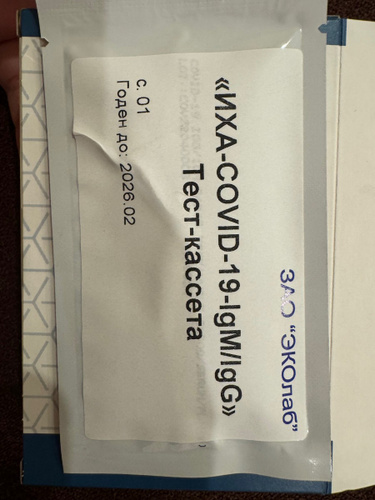 ЗАО "ЭКОлаб"
«ИХА-COVID-19-IgM/IgG»
Тест-кассета
с. 01
Годен до: 2026.02